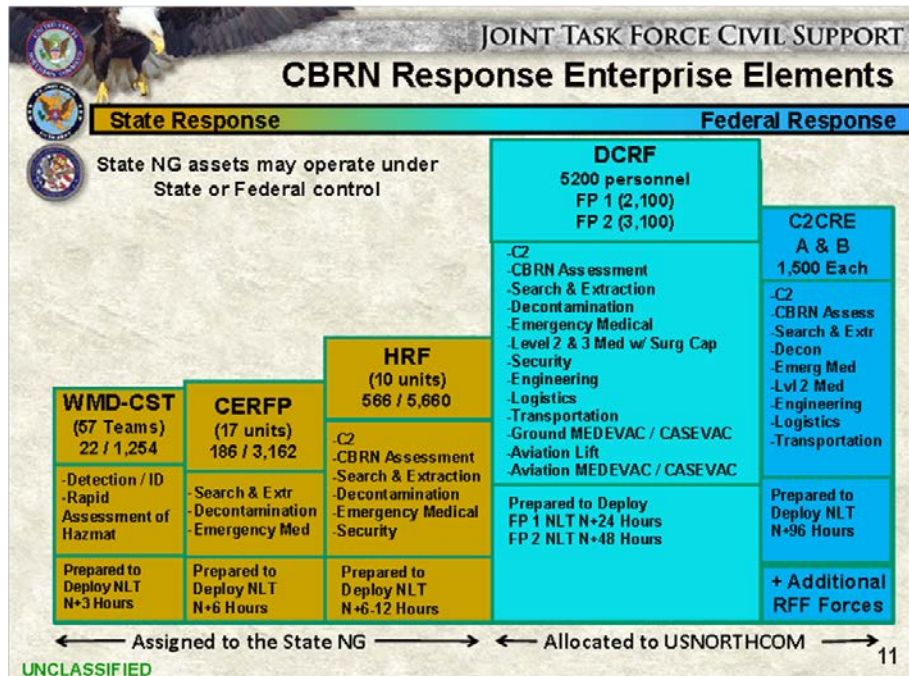 JOINT TASK FORCE CIVIL SUPPORT
CBRN Response Enterprise Elements
State Response
Federal Response
State NG assets may operate under
State or Federal control
WMD-CST
(57 Teams)
22 / 1,254
-Detection / ID
-Rapid
Assessment of
Hazmat
Prepared to
Deploy NLT
N+3 Hours
CERFP
(17 units)
186 / 3,162
-Search & Extr
-Decontamination
-Emergency Med
Prepared to
Deploy NLT
N+6 Hours
HRF
(10 units)
566 / 5,660
-C2
-CBRN Assessment
-Search & Extraction
-Decontamination
-Emergency Medical
-Security
Prepared to
Deploy NLT
N+6-12 Hours
DCRF
5200 personnel
FP 1 (2,100)
FP 2 (3,100)
-C2
-CBRN Assessment
-Search & Extraction
-Decontamination
-Emergency Medical
-Level 2 & 3 Med w/ Surg Cap
-Security
-Engineering
-Logistics
-Transportation
-Ground MEDEVAC / CASEVAC
-Aviation Lift
-Aviation MEDEVAC / CASEVAC
Prepared to Deploy
FP 1 NLT N+24 Hours
FP 2 NLT N+48 Hours
C2CRE
A & B
1,500 Each
-C2
-CBRN Assess
-Search & Extr
-Decon
-Emerg Med
-Lvl 2 Med
-Engineering
-Logistics
-Transportation
Prepared to
Deploy NLT
N+96 Hours
+ Additional
RFF Forces
Assigned to the State NG
Allocated to USNORTHCOM
11
UNCLASSIFIED